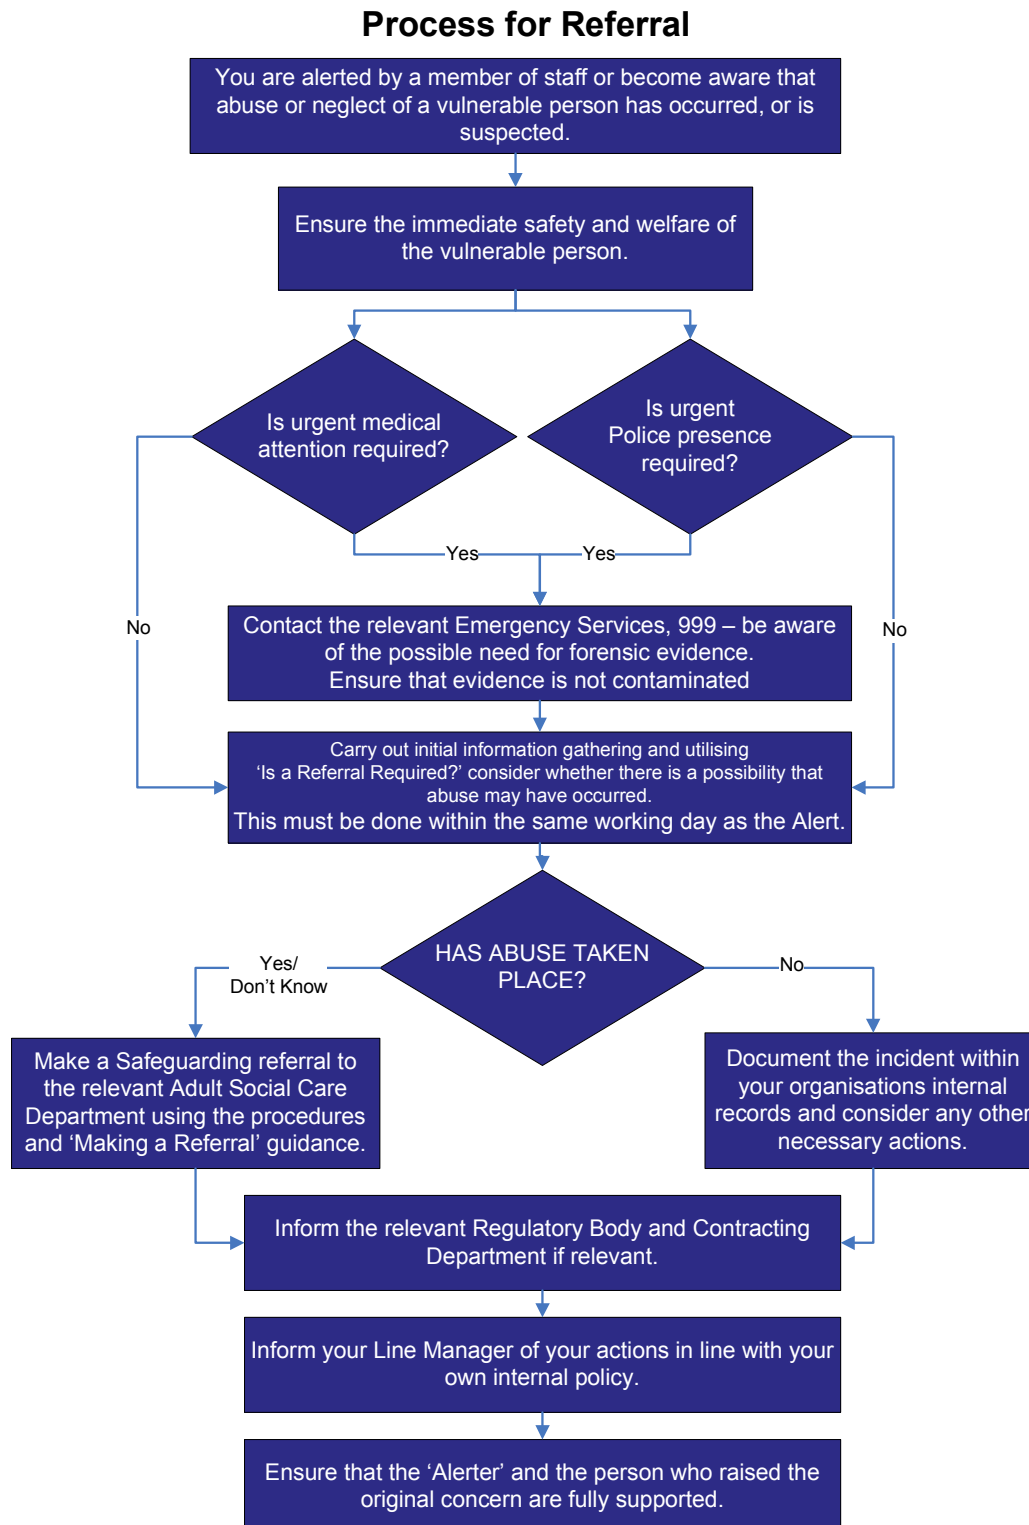 Process for Referral
You are alerted by a member of staff or become aware that
abuse or neglect of a vulnerable person has occurred, or is
suspected.
Ensure the immediate safety and welfare of
the vulnerable person.
Is urgent medical
attention required?
Is urgent
Police presence
required?
Yes
Yes
No
No
Contact the relevant Emergency Services, 999 – be aware
of the possible need for forensic evidence.
Ensure that evidence is not contaminated
Carry out initial information gathering and utilising
‘Is a Referral Required?’ consider whether there is a possibility that
abuse may have occurred.
This must be done within the same working day as the Alert.
HAS ABUSE TAKEN
PLACE?
Yes/
Don’t Know
No
Make a Safeguarding referral to
the relevant Adult Social Care
Department using the procedures
and ‘Making a Referral’ guidance.
Document the incident within
your organisations internal
records and consider any other
necessary actions.
Inform the relevant Regulatory Body and Contracting
Department if relevant.
Inform your Line Manager of your actions in line with your
own internal policy.
Ensure that the ‘Alerter’ and the person who raised the
original concern are fully supported.